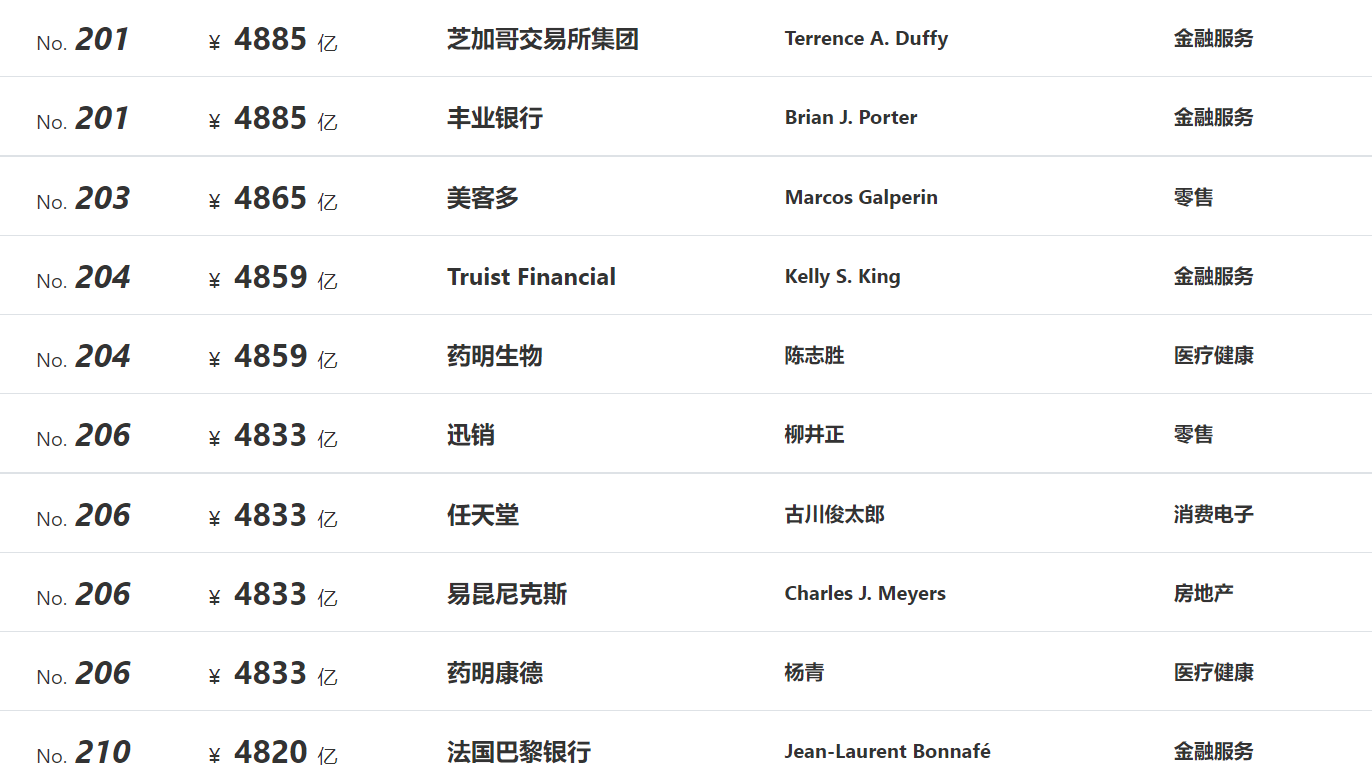 No. 201 ¥ 4885 亿 芝加哥交易所集团 Terrence A. Duffy 金融服务
No. 201 ¥ 4885 亿 丰业银行 Brian J. Porter 金融服务
No. 203 ¥ 4865 亿 美客多 Marcos Galperin 零售
No. 204 ¥ 4859 亿 Truist Financial Kelly S. King 金融服务
No. 204 ¥ 4859 亿 药明生物 陈志胜 医疗健康
No. 206 ¥ 4833 亿 迅销 柳井正 零售
No. 206 ¥ 4833 亿 任天堂 古川俊太郎 消费电子
No. 206 ¥ 4833 亿 易昆尼克斯 Charles J. Meyers 房地产
No. 206 ¥ 4833 亿 药明康德 杨青 医疗健康
No. 210 ¥ 4820 亿 法国巴黎银行 Jean-Laurent Bonnafé 金融服务